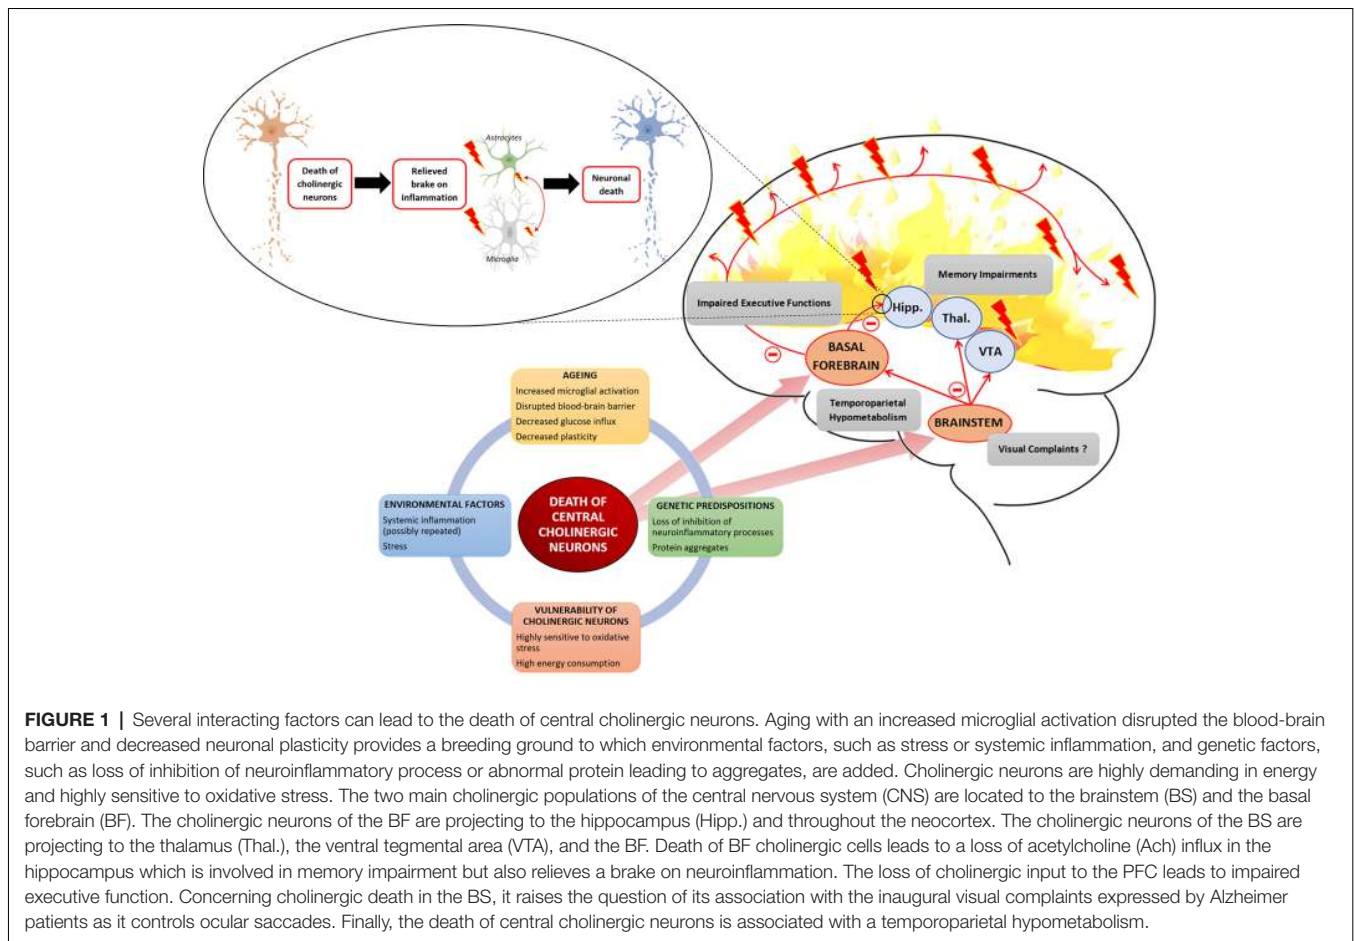 Astrocytes
Death of
cholinergic
neurons
Relieved
brake on
inflammation
Neuronal
death
Microglia
Memory Impairments
Impaired Executive Functions
Hipp.
Thal.
VTA
BASAL
FOREBRAIN
Temporoparietal
Hypometabolism
BRAINSTEM
Visual Complaints ?
AGEING
Increased microglial activation
Disrupted blood-brain barrier
Decreased glucose influx
Decreased plasticity
ENVIRONMENTAL FACTORS
Systemic inflammation
(possibly repeated)
Stress
DEATH OF
CENTRAL
CHOLINERGIC
NEURONS
GENETIC PREDISPOSITIONS
Loss of inhibition of
neuroinflammatory processes
Protein aggregates
VULNERABILITY OF
CHOLINERGIC NEURONS
Highly sensitive to oxidative
stress
High energy consumption
FIGURE 1 | Several interacting factors can lead to the death of central cholinergic neurons. Aging with an increased microglial activation disrupted the blood-brain
barrier and decreased neuronal plasticity provides a breeding ground to which environmental factors, such as stress or systemic inflammation, and genetic factors,
such as loss of inhibition of neuroinflammatory process or abnormal protein leading to aggregates, are added. Cholinergic neurons are highly demanding in energy
and highly sensitive to oxidative stress. The two main cholinergic populations of the central nervous system (CNS) are located to the brainstem (BS) and the basal
forebrain (BF). The cholinergic neurons of the BF are projecting to the hippocampus (Hipp.) and throughout the neocortex. The cholinergic neurons of the BS are
projecting to the thalamus (Thal.), the ventral tegmental area (VTA), and the BF. Death of BF cholinergic cells leads to a loss of acetylcholine (Ach) influx in the
hippocampus which is involved in memory impairment but also relieves a brake on neuroinflammation. The loss of cholinergic input to the PFC leads to impaired
executive function. Concerning cholinergic death in the BS, it raises the question of its association with the inaugural visual complaints expressed by Alzheimer
patients as it controls ocular saccades. Finally, the death of central cholinergic neurons is associated with a temporoparietal hypometabolism.